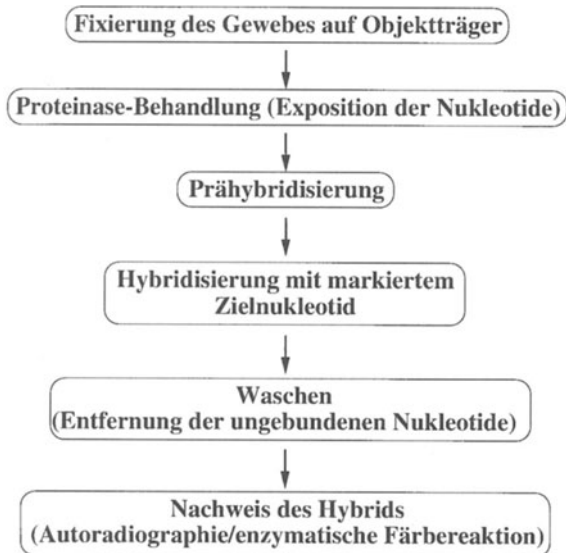 Fixierung des Gewebes auf Objektträger
Proteinase-Behandlung (Exposition der Nukleotide)
Prähybridisierung
Hybridisierung mit markiertem
Zielnukleotid
Waschen
(Entfernung der ungebundenen Nukleotide)
Nachweis des Hybrids
(Autoradiographie/enzymatische Färbereaktion)